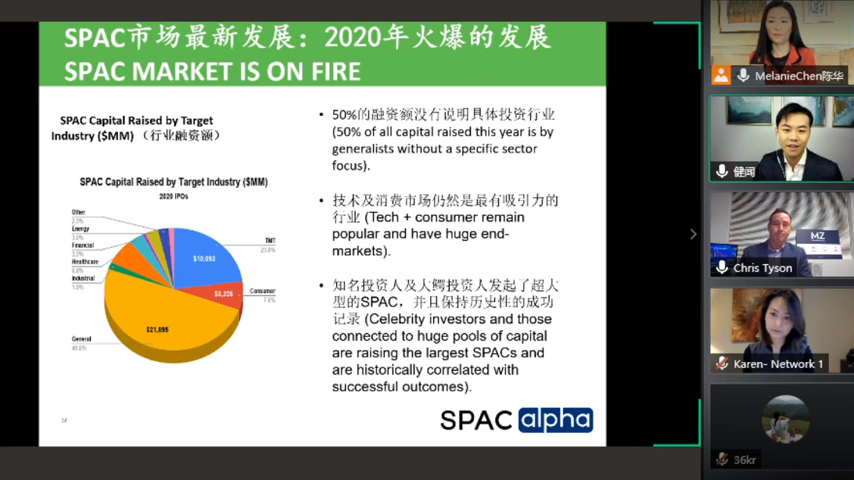 SPAC市场最新发展：2020年火爆的发展
SPAC MARKET IS ON FIRE
SPAC Capital Raised by Target
Industry ($MM) （行业融资额）
SPAC Capital Raised by Target Industry ($MM)
2020 IPOs
Other
Energy
Financial
Healthcare
Industrial
General
TMT
Consumer
$10,093
$3,326
$21,895
• 50%的融资额没有说明具体投资行业
(50% of all capital raised this year is by
generalists without a specific sector
focus).
• 技术及消费市场仍然是最有吸引力的
行业 (Tech + consumer remain
popular and have huge end-
markets).
• 知名投资人及大鳄投资人发起了超大
型的SPAC，并且保持历史性的成功
记录 (Celebrity investors and those
connected to huge pools of capital
are raising the largest SPACs and
are historically correlated with
successful outcomes).
SPAC alpha
MelanieChen陈华
健闻
MZ
Chris Tyson
Karen- Network 1
36kr